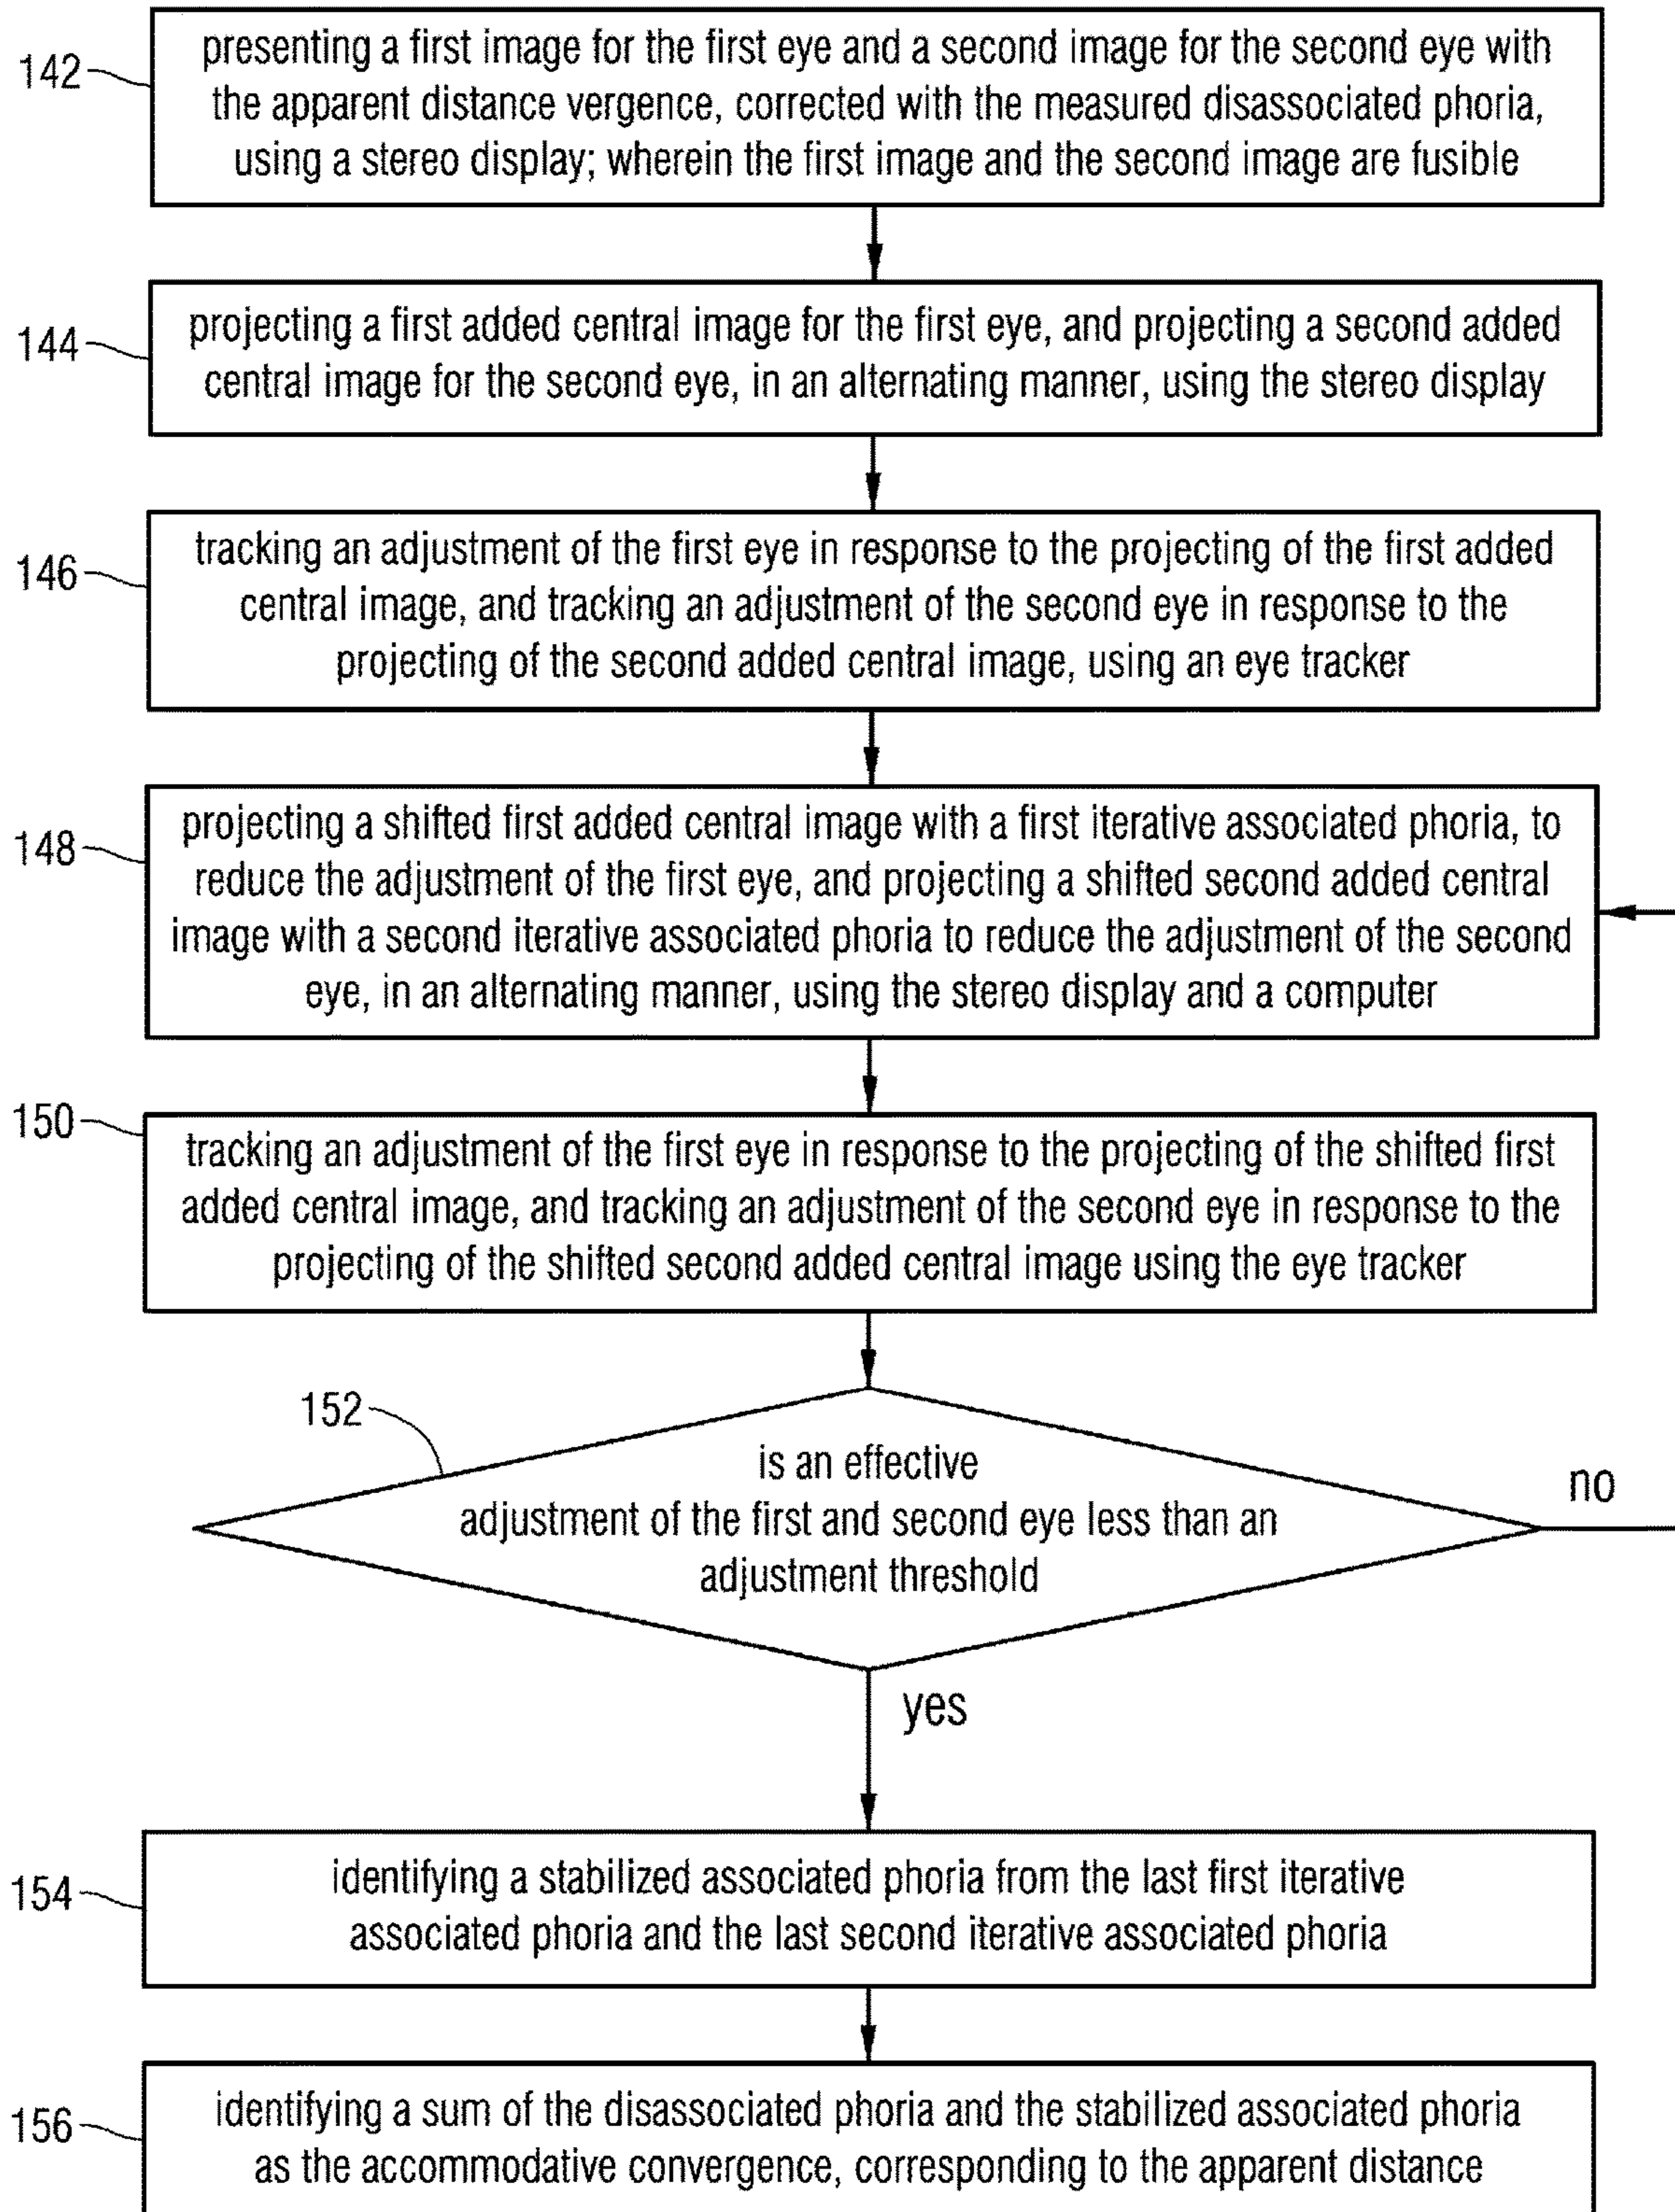 142
presenting a first image for the first eye and a second image for the second eye with
the apparent distance vergence, corrected with the measured disassociated phoria,
using a stereo display; wherein the first image and the second image are fusible
144
projecting a first added central image for the first eye, and projecting a second added
central image for the second eye, in an alternating manner, using the stereo display
146
tracking an adjustment of the first eye in response to the projecting of the first added
central image, and tracking an adjustment of the second eye in response to the
projecting of the second added central image, using an eye tracker
148
projecting a shifted first added central image with a first iterative associated phoria, to
reduce the adjustment of the first eye, and projecting a shifted second added central
image with a second iterative associated phoria to reduce the adjustment of the second
eye, in an alternating manner, using the stereo display and a computer
150
tracking an adjustment of the first eye in response to the projecting of the shifted first
added central image, and tracking an adjustment of the second eye in response to the
projecting of the shifted second added central image using the eye tracker
152
is an effective
adjustment of the first and second eye less than an
adjustment threshold
no
yes
154
identifying a stabilized associated phoria from the last first iterative
associated phoria and the last second iterative associated phoria
156
identifying a sum of the disassociated phoria and the stabilized associated phoria
as the accommodative convergence, corresponding to the apparent distance